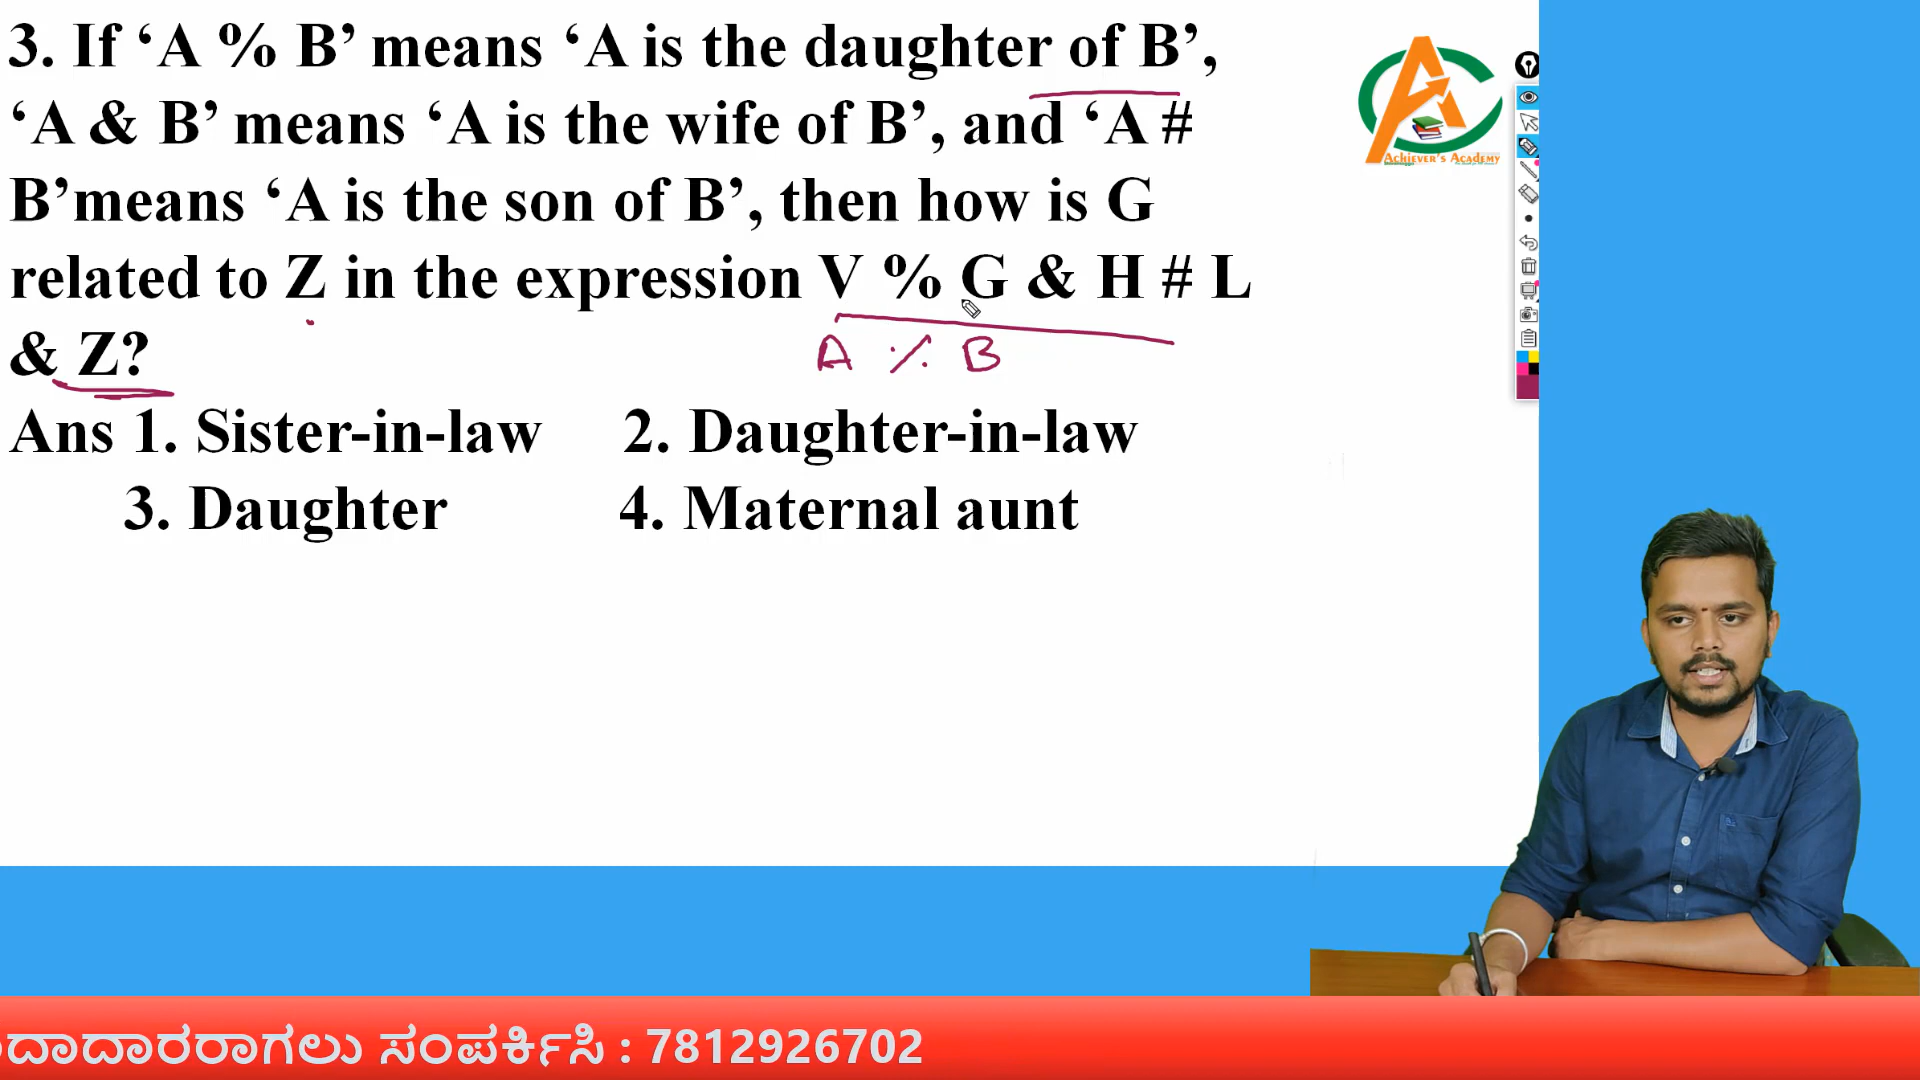 3. If ‘A % B’ means ‘A is the daughter of B’,
‘A & B’ means ‘A is the wife of B’, and ‘A #
B’means ‘A is the son of B’, then how is G
related to Z in the expression V % G & H # L
& Z?
A % B
Ans 1. Sister-in-law 2. Daughter-in-law
3. Daughter 4. Maternal aunt
ACHIEVER'S ACADEMY
ದಾದಾರರಾಗಲು ಸಂಪರ್ಕಿಸಿ : 7812926702